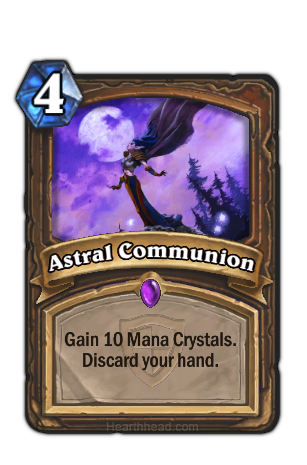 4
Astral Communion
Gain 10 Mana Crystals.
Discard your hand.
Hearthhead.com